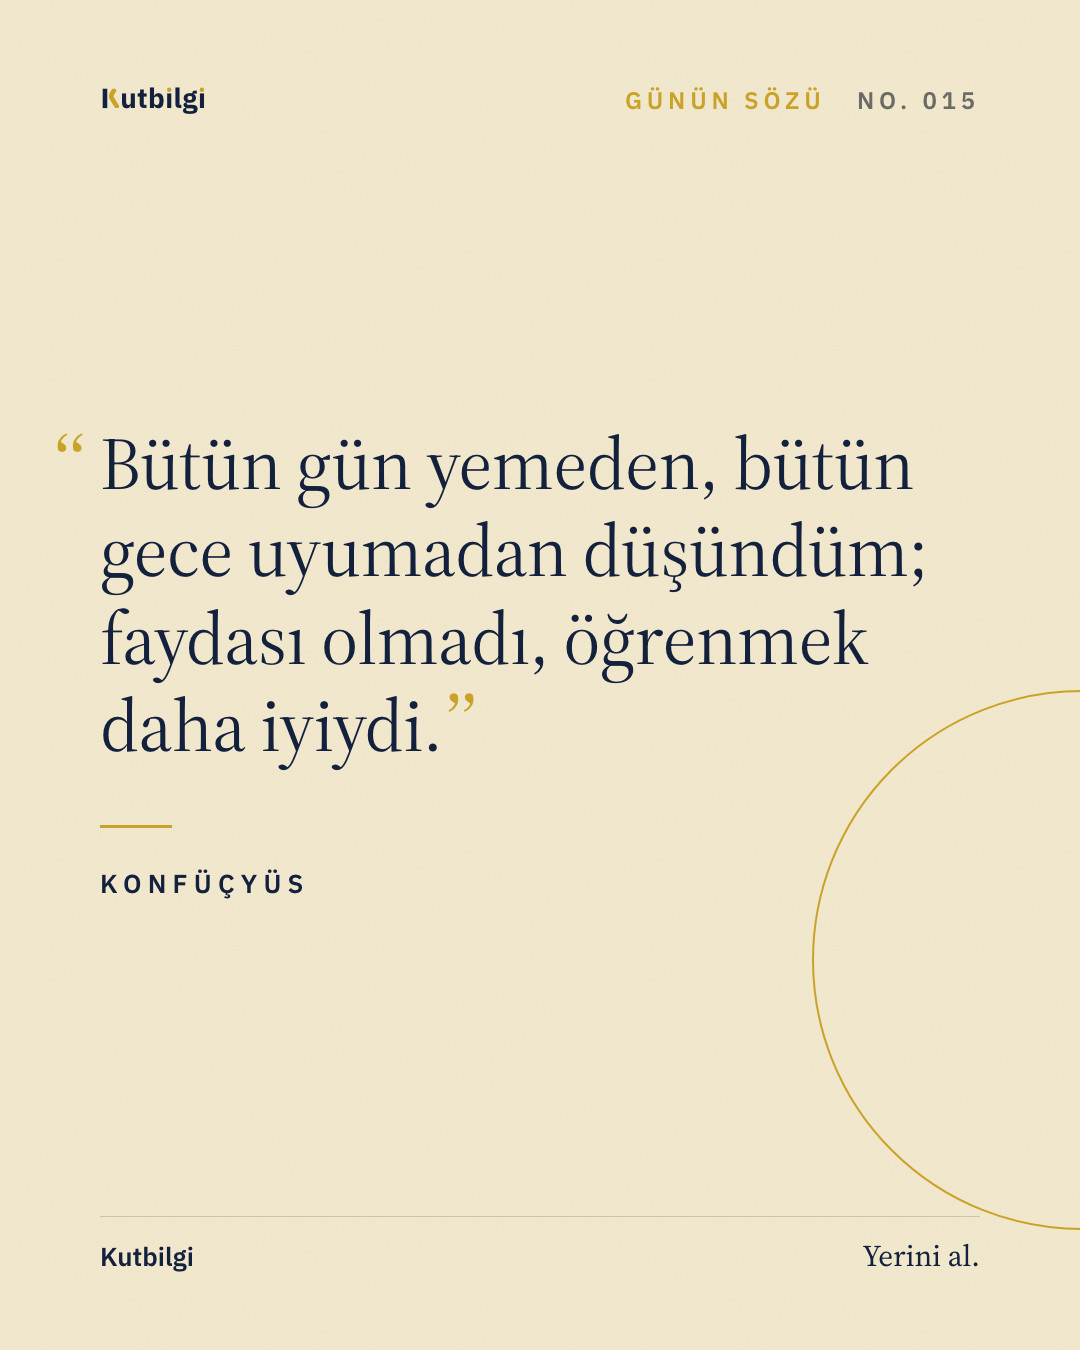 Kutbilgi
GÜNÜN SÖZÜ NO. 015
“Bütün gün yemeden, bütün
gece uyumadan düşündüm;
faydası olmadı, öğrenmek
daha iyiydi.”
KONFÜÇYÜS
Kutbilgi
Yerini al.